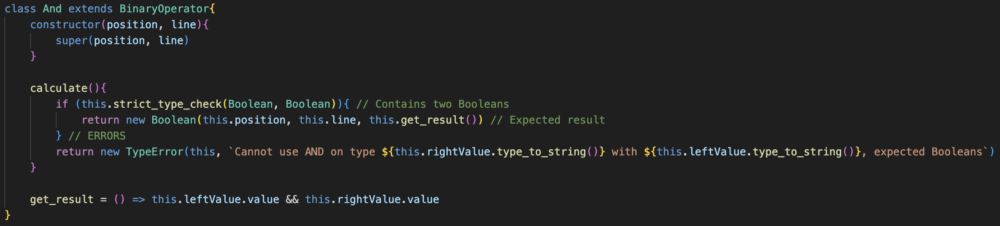 class And extends BinaryOperator{
    constructor(position, line){
        super(position, line)
    }

    calculate(){
        if (this.strict_type_check(Boolean, Boolean)){ // Contains two Booleans
            return new Boolean(this.position, this.line, this.get_result()) // Expected result
        } // ERRORS
        return new TypeError(this, `Cannot use AND on type ${this.rightValue.type_to_string()} with ${this.leftValue.type_to_string()}, expected Booleans`)
    }

    get_result = () => this.leftValue.value && this.rightValue.value
}